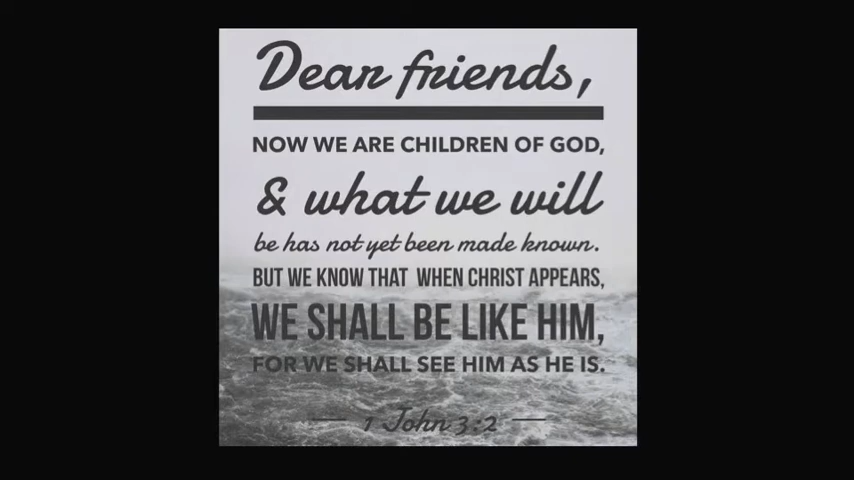 Dear friends,
NOW WE ARE CHILDREN OF GOD,
& what we will
be has not yet been made known.
BUT WE KNOW THAT WHEN CHRIST APPEARS,
WE SHALL BE LIKE HIM,
FOR WE SHALL SEE HIM AS HE IS.
1 John 3:2